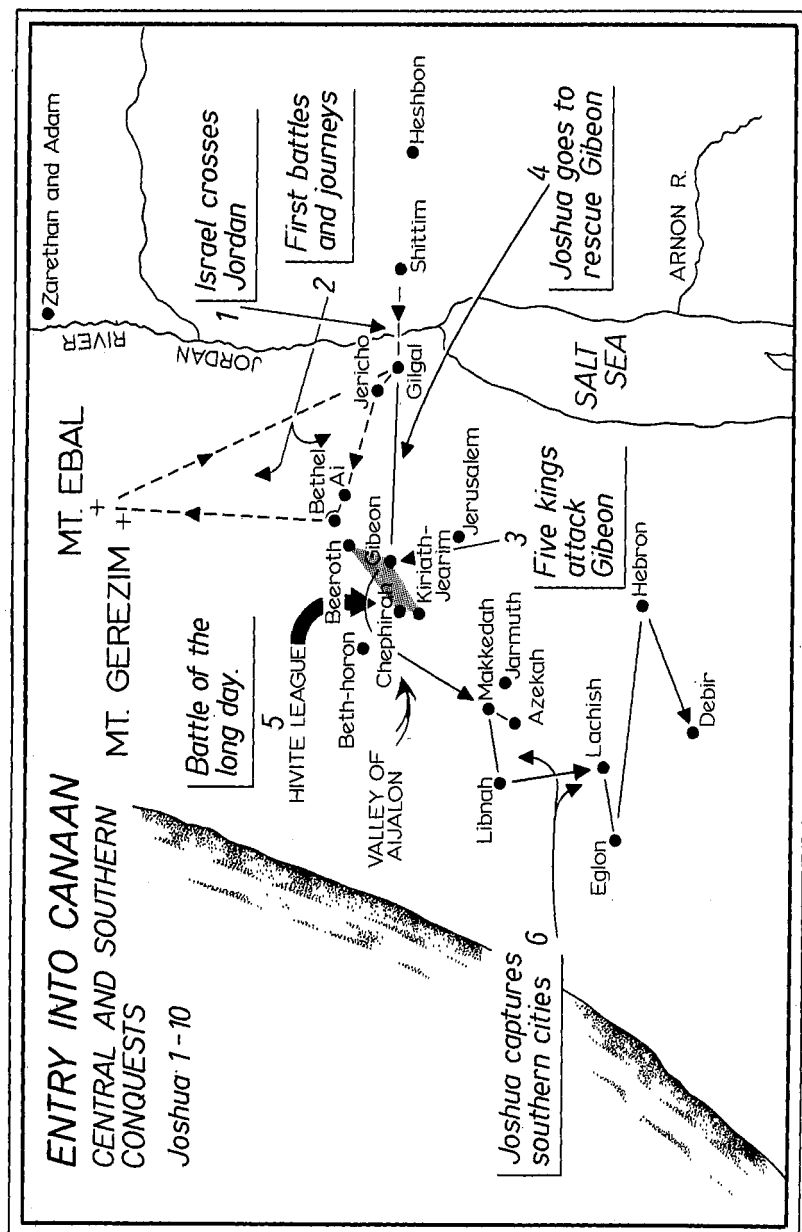 ENTRY INTO CANAAN
CENTRAL AND SOUTHERN
CONQUESTS
Joshua 1-10
MT. EBAL
MT. GEREZIM
RIVER
JORDAN
Zarethan and Adam
1
Israel crosses
Jordan
2
First battles
and journeys
Battle of the
long day.
5
HIVITE LEAGUE
Beth-horon
Beeroth
Bethel
Ai
Jericho
Gilgal
Shittim
Heshbon
Chephirah
Gibeon
Kiriath-
Jearim
Jerusalem
VALLEY OF
AIJALON
3
Five kings
attack
Gibeon
4
Joshua goes to
rescue Gibeon
Makkedah
Jarmuth
Azekah
Libnah
Lachish
Eglon
Hebron
Debir
SALT
SEA
ARNON R.
Joshua captures
southern cities
6